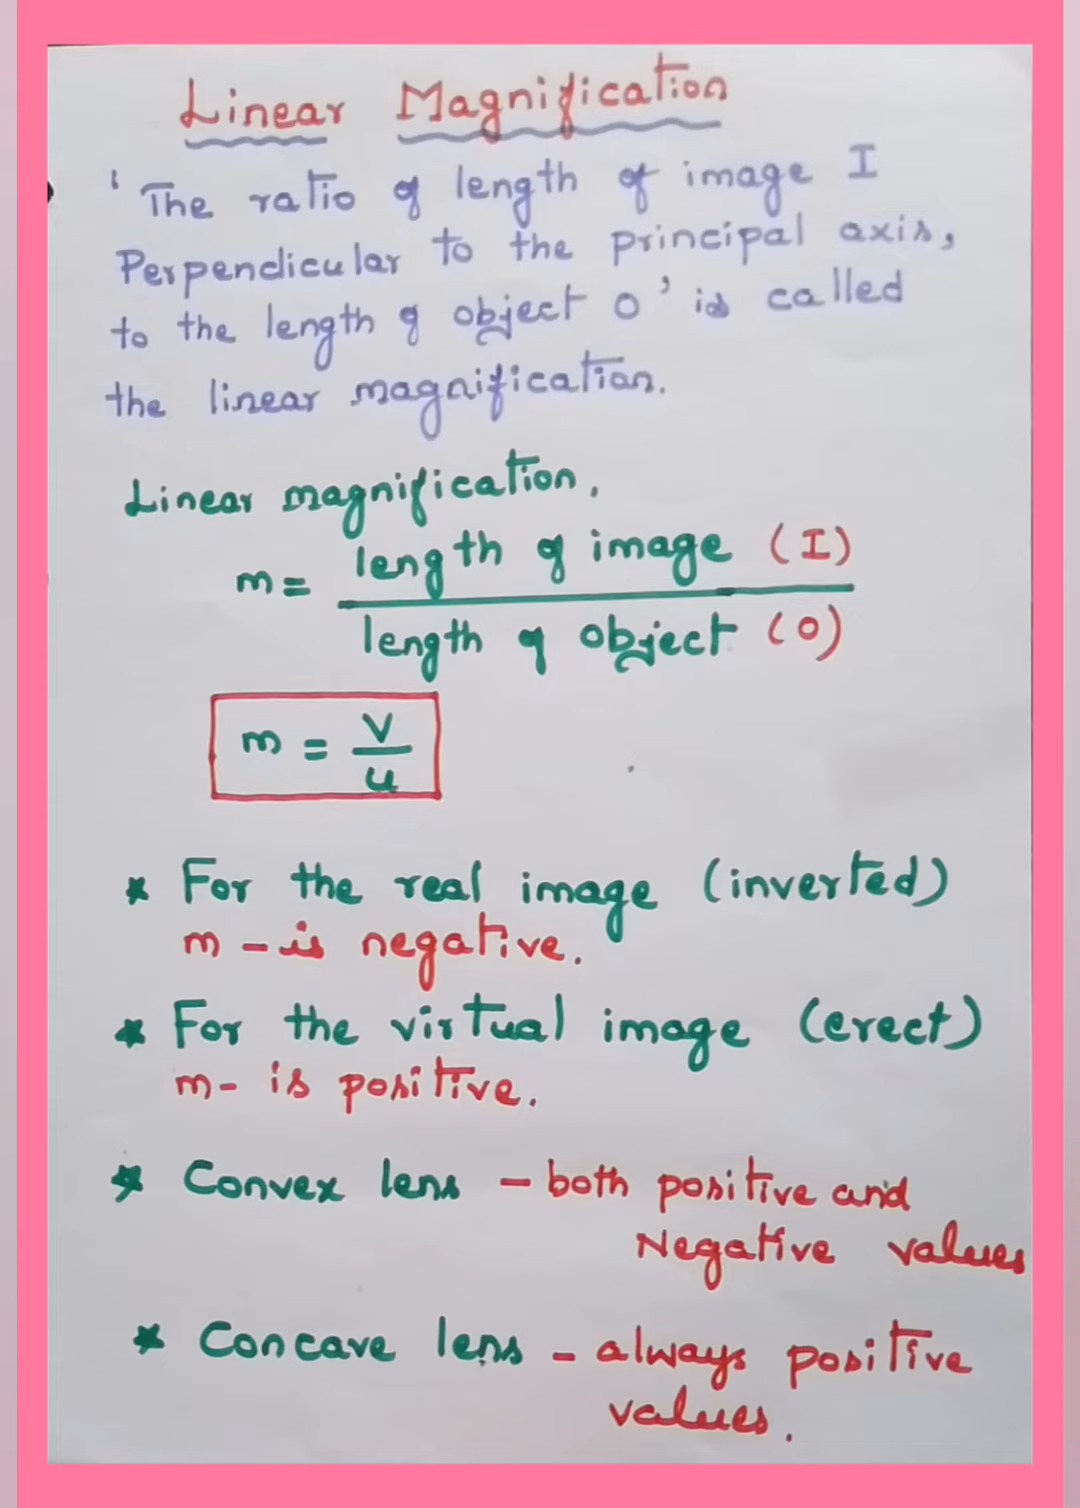 Linear Magnification
' The ratio of length of image I
Perpendicular to the principal axis,
to the length of object O' is called
the linear magnification.
Linear magnification,
m = length of image (I)
length of object (O)
m = v
u
* For the real image (inverted)
m - is negative.
* For the virtual image (erect)
m - is positive.
* Convex lens - both positive and
Negative values
* Concave lens - always positive
values.